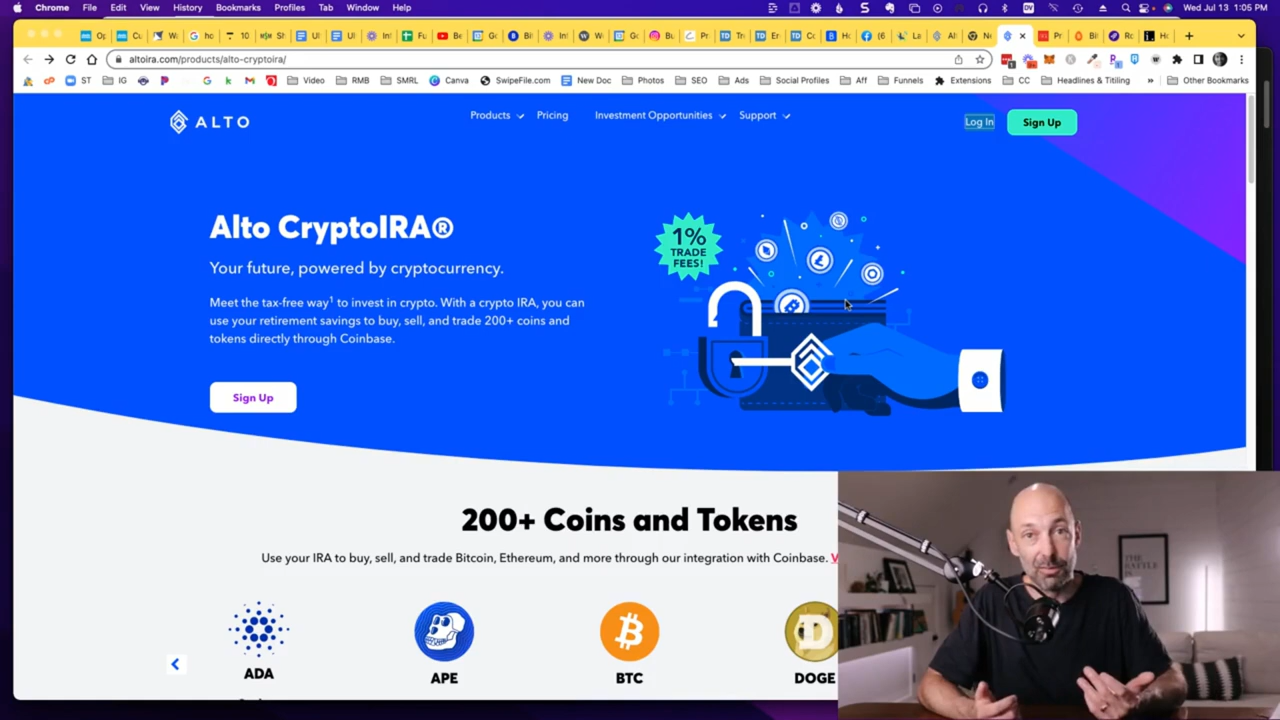 Chrome File Edit View History Bookmarks Profiles Tab Window Help
Wed Jul 13 1:05 PM
altoira.com/products/alto-cryptoira/
ST IG Video RMB SMRL Canva SwipeFile.com New Doc Photos SEO Ads Social Profiles Aff Funnels Extensions CC Headlines & Titling » Other Bookmarks
ALTO
Products Pricing Investment Opportunities Support
Log In Sign Up
Alto CryptoIRA®
Your future, powered by cryptocurrency.
Meet the tax-free way¹ to invest in crypto. With a crypto IRA, you can
use your retirement savings to buy, sell, and trade 200+ coins and
tokens directly through Coinbase.
Sign Up
1%
TRADE
FEES!
200+ Coins and Tokens
Use your IRA to buy, sell, and trade Bitcoin, Ethereum, and more through our integration with Coinbase.
ADA APE BTC DOGE
THE
BATTLE
IS